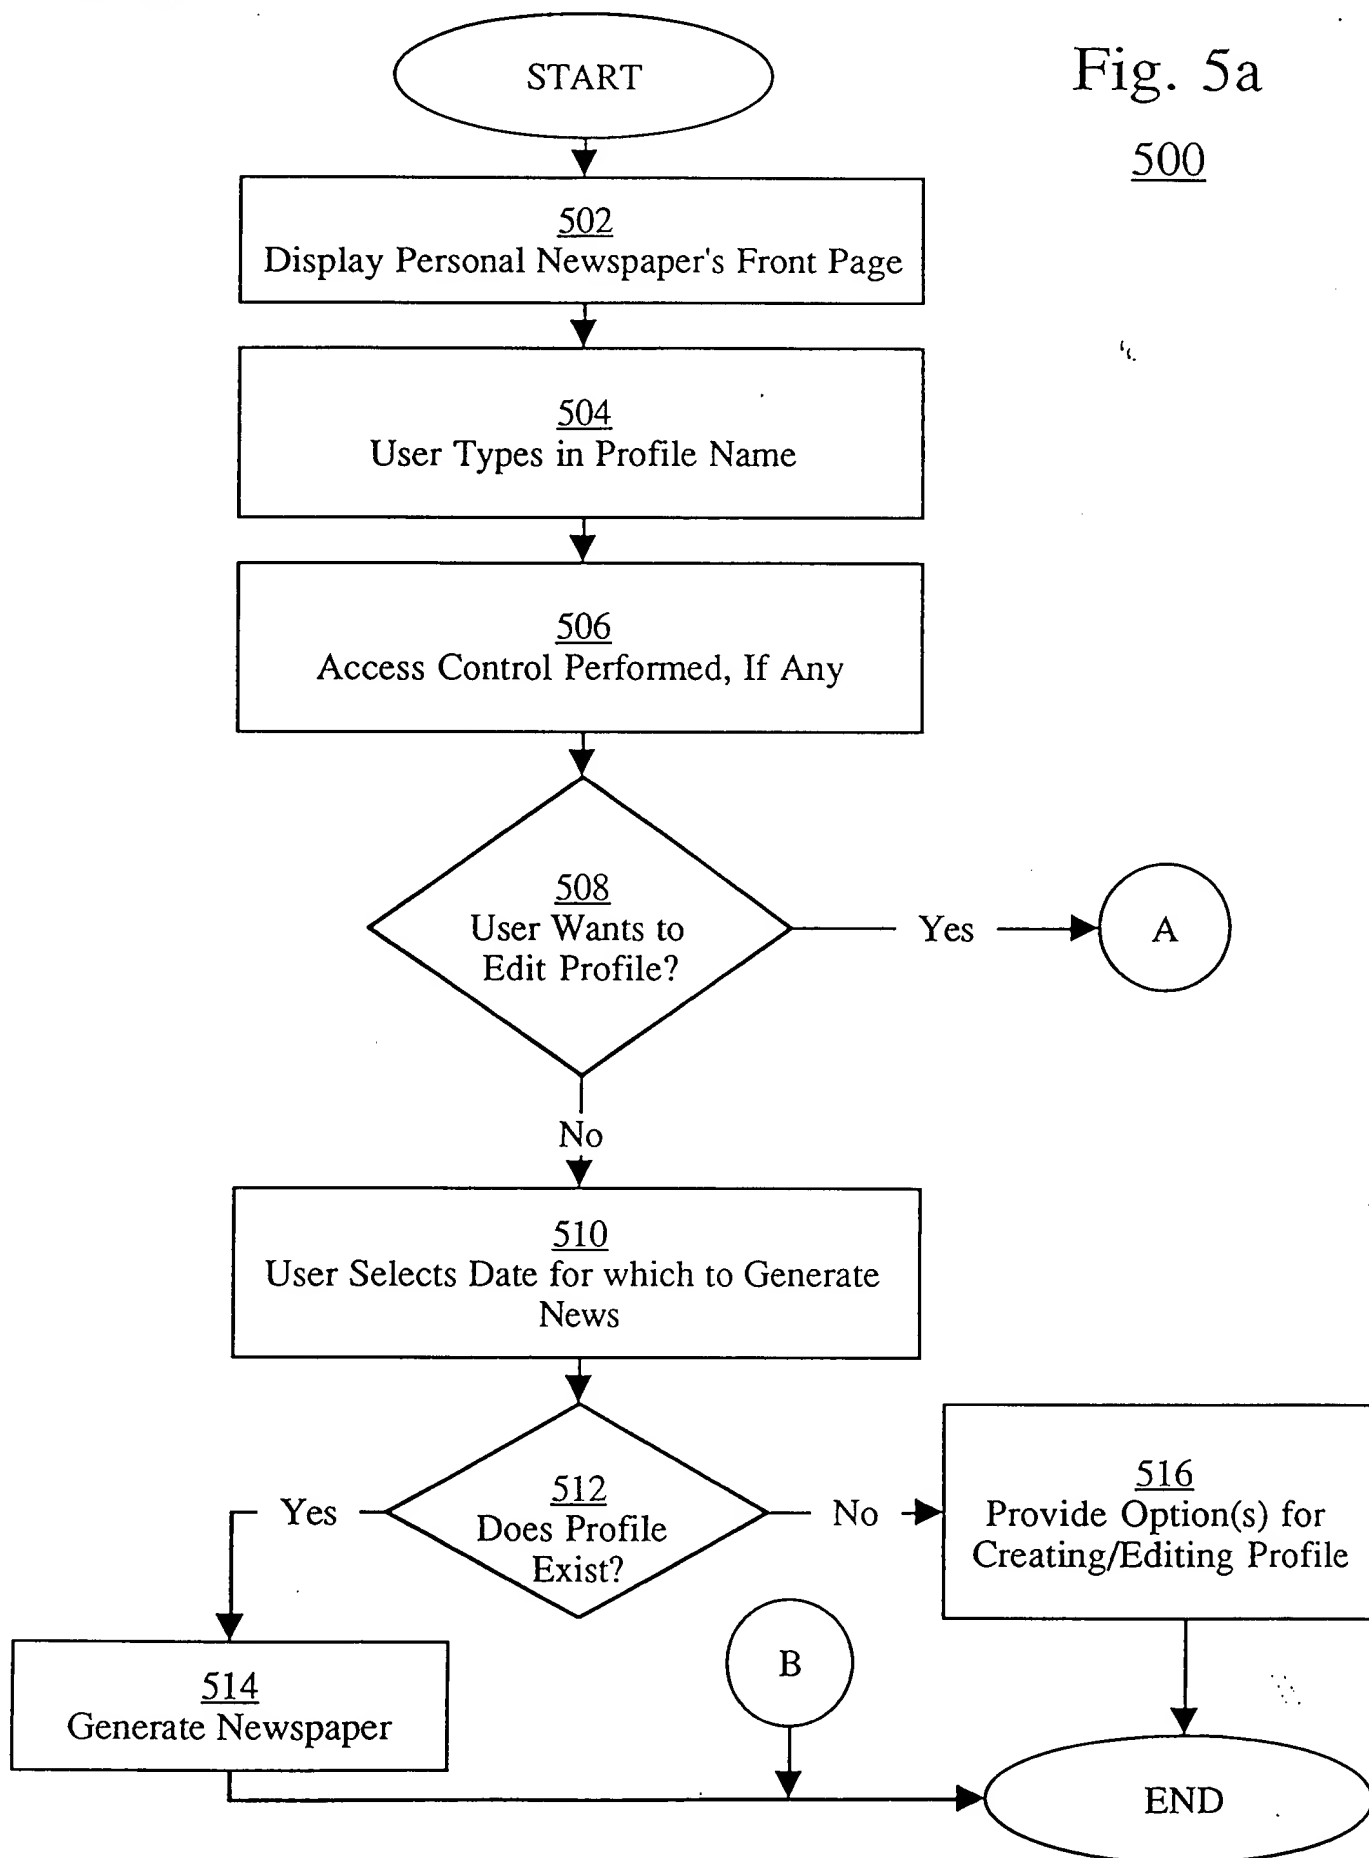 START
Fig. 5a
500
502
Display Personal Newspaper's Front Page
504
User Types in Profile Name
506
Access Control Performed, If Any
508
User Wants to
Edit Profile?
Yes
A
No
510
User Selects Date for which to Generate
News
512
Does Profile
Exist?
Yes
No
516
Provide Option(s) for
Creating/Editing Profile
514
Generate Newspaper
B
END